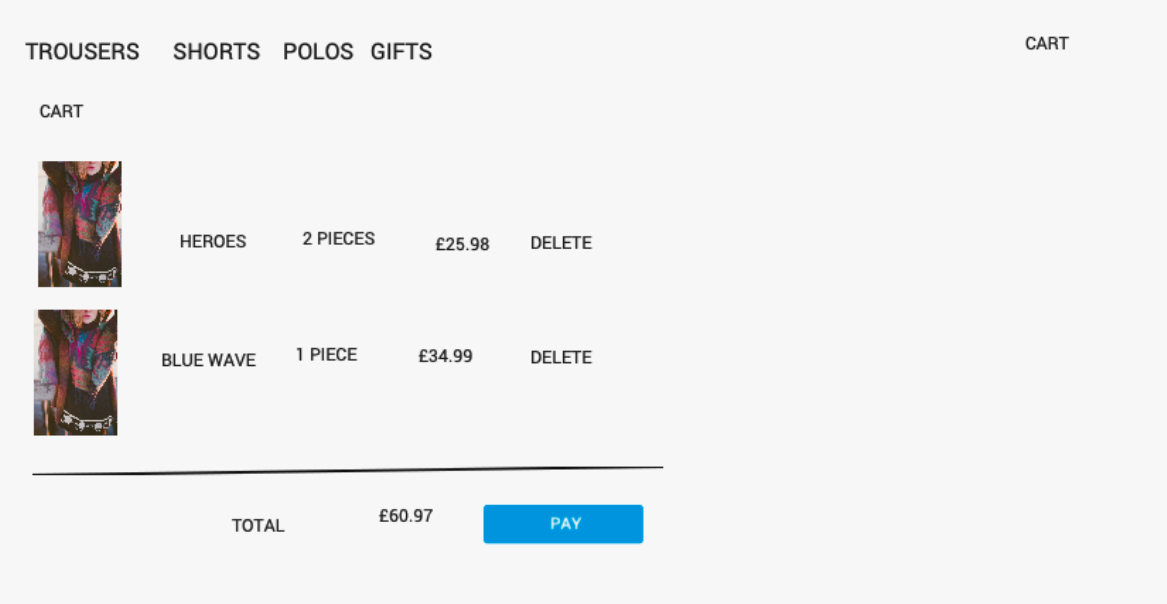 TROUSERS SHORTS POLOS GIFTS CART
CART
HEROES 2 PIECES £25.98 DELETE
BLUE WAVE 1 PIECE £34.99 DELETE
TOTAL £60.97 PAY